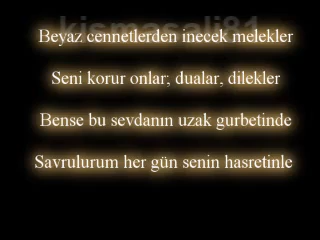 kismasali81
Beyaz cennetlerden inecek melekler
Seni korur onlar; dualar, dilekler
Bense bu sevdanın uzak gurbetinde
Savrulurum her gün senin hasretinle